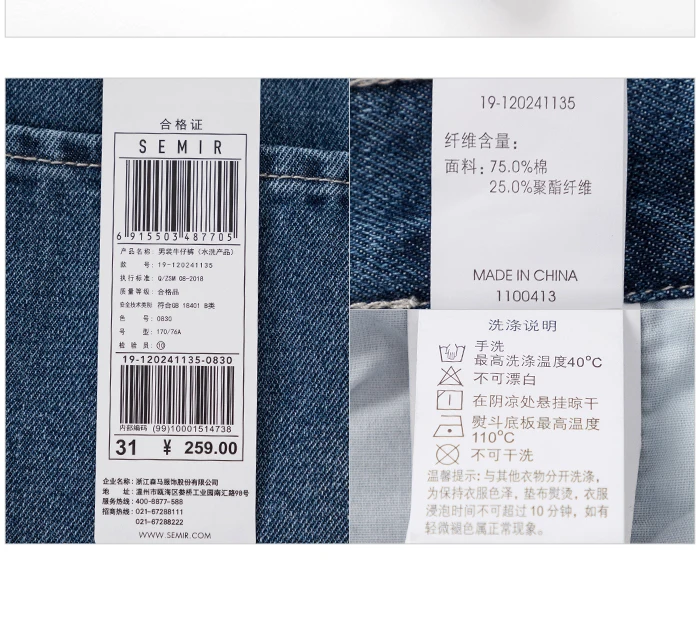 合格证
SEMIR
6 915503 487705
产品名称: 男装牛仔裤 (水洗产品)
款 号: 19-120241135
执行标准: Q/ZSM 08-2018
质量等级: 合格品
安全技术类别 符合GB 18401 B类
色 号: 0830
号 型: 170/76A
检 验 员: ⑩
19-120241135-0830
内部编码 (99)10001514738
31 ¥ 259.00
企业名称: 浙江森马服饰股份有限公司
地 址: 温州市瓯海区娄桥工业园南汇路98号
服务热线: 400-8877-588
招商热线: 021-67288111
021-67288222
WWW.SEMIR.COM
19-120241135
纤维含量:
面料: 75.0%棉
25.0%聚酯纤维
MADE IN CHINA
1100413
洗涤说明
手洗
最高洗涤温度40°C
不可漂白
在阴凉处悬挂晾干
熨斗底板最高温度
110°C
不可干洗
温馨提示: 与其他衣物分开洗涤,
为保持衣服色泽, 垫布熨烫, 衣服
浸泡时间不可超过10分钟, 如有
轻微褪色属正常现象。